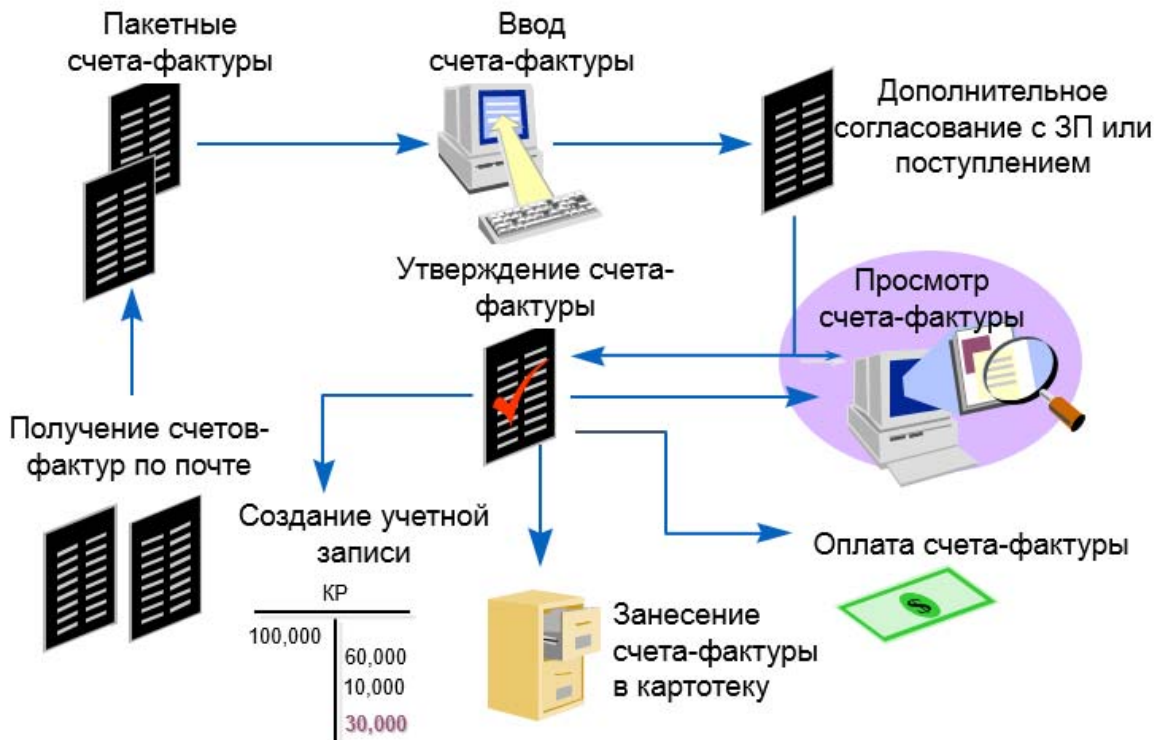 Пакетные
счета-фактуры
Ввод
счета-фактуры
Дополнительное
согласование с ЗП или
поступлением
Утверждение счета-
фактуры
Просмотр
счета-фактуры
Получение счетов-
фактур по почте
Создание учетной
записи
КР
100,000
60,000
10,000
30,000
Занесение
счета-фактуры
в картотеку
Оплата счета-фактуры
$